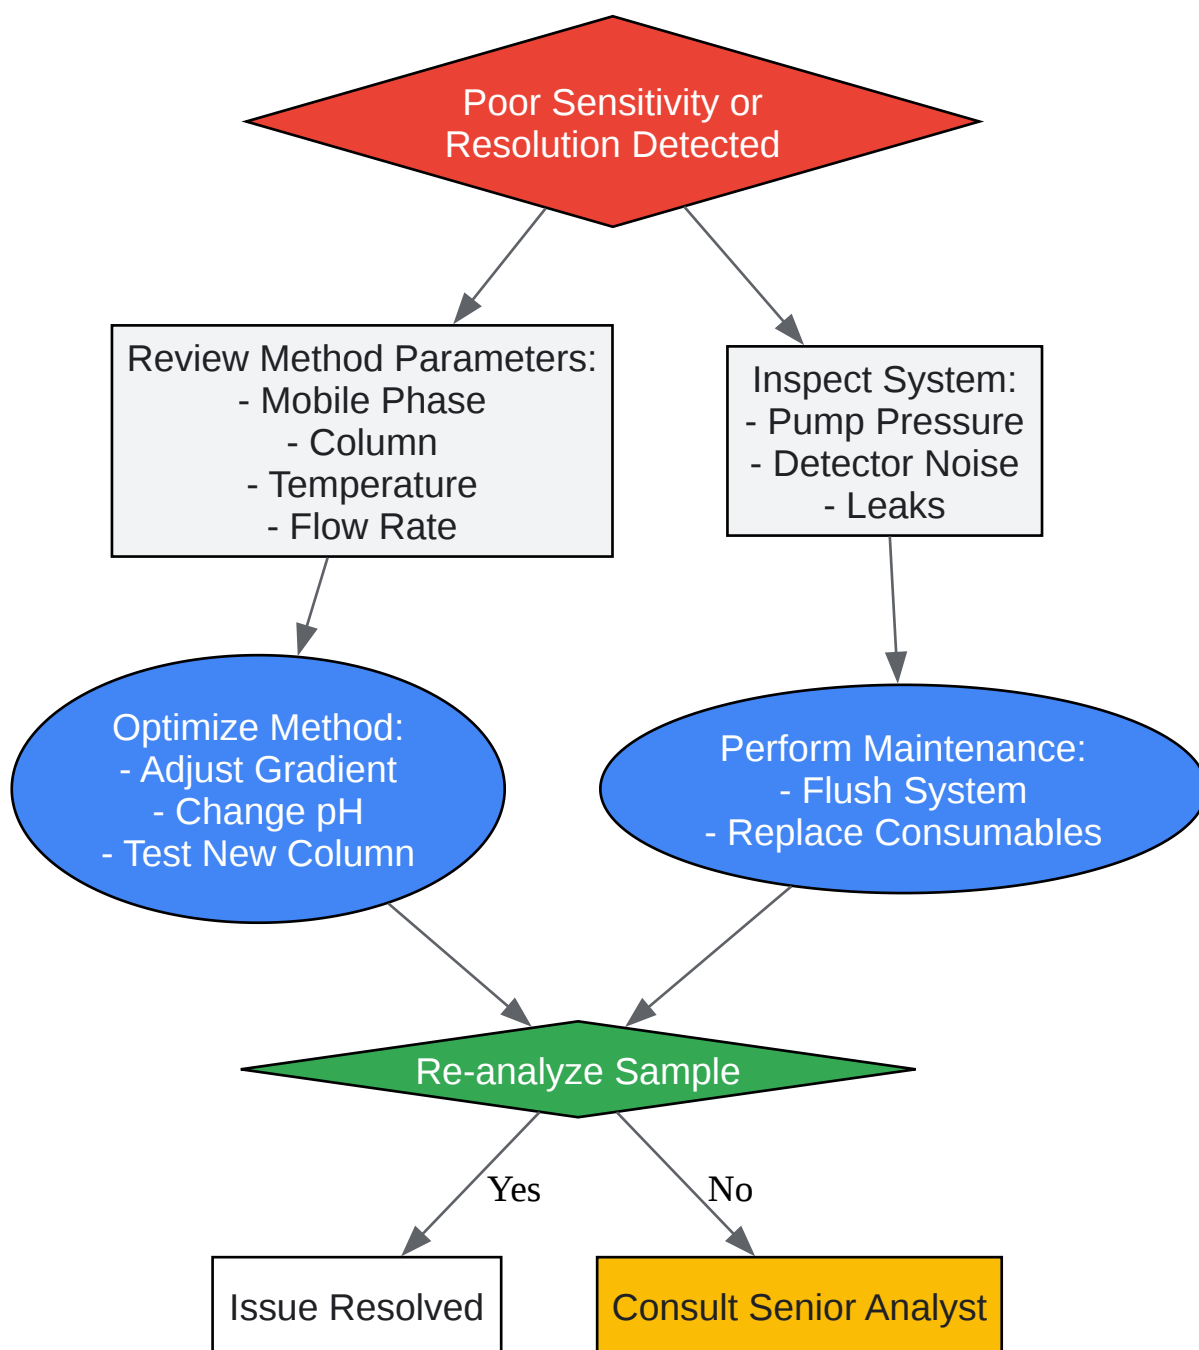 Poor Sensitivity or
Resolution Detected
Review Method Parameters:
- Mobile Phase
- Column
- Temperature
- Flow Rate
Inspect System:
- Pump Pressure
- Detector Noise
- Leaks
Optimize Method:
- Adjust Gradient
- Change pH
- Test New Column
Perform Maintenance:
- Flush System
- Replace Consumables
Re-analyze Sample
Yes
No
Issue Resolved
Consult Senior Analyst